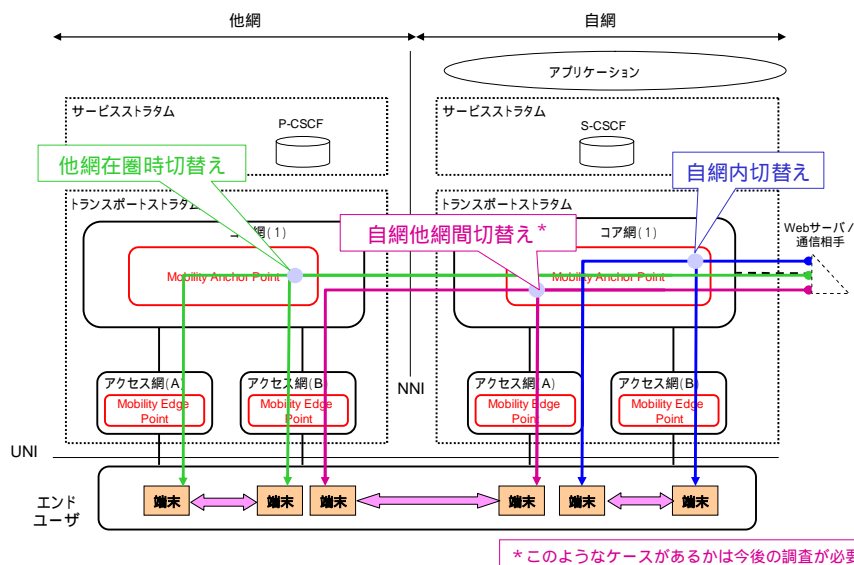 他網
自網
アプリケーション
サービスストラタム
P-CSCF
サービスストラタム
S-CSCF
他網在圏時切替え
自網内切替え
トランスポートストラタム
トランスポートストラタム
自網他網間切替え*
コア網(1)
コア網(1)
Webサーバ/
通信相手
Mobility Anchor Point
Mobility Anchor Point
アクセス網(A)
アクセス網(B)
NNI
アクセス網(A)
アクセス網(B)
Mobility Edge
Point
Mobility Edge
Point
Mobility Edge
Point
Mobility Edge
Point
UNI
エンド
ユーザ
端末
端末
端末
端末
端末
端末
*このようなケースがあるかは今後の調査が必要